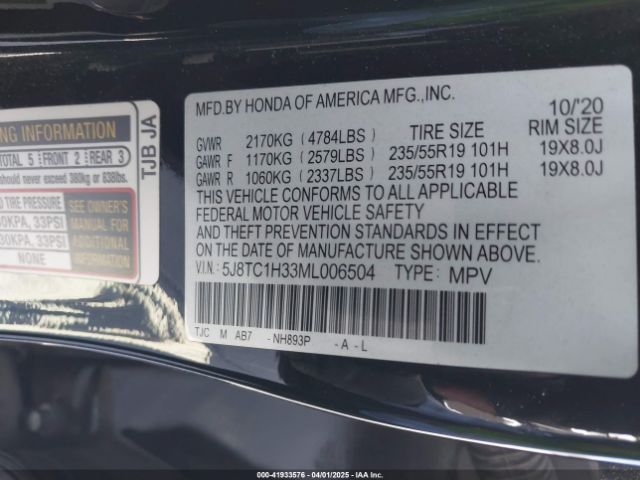 NG INFORMATION
TOTAL 5 FRONT 2 REAR 3
should never exceed 380kg or 838lbs.
TIRE PRESSURE
30KPA, 33PSI
30KPA, 33PSI
NONE
SEE OWNER'S
MANUAL FOR
ADDITIONAL
INFORMATION
TJB JA
MFD.BY HONDA OF AMERICA MFG.,INC.
10/'20
GVWR 2170KG (4784LBS) TIRE SIZE RIM SIZE
GAWR F 1170KG (2579LBS) 235/55R19 101H 19X8.0J
GAWR R 1060KG (2337LBS) 235/55R19 101H 19X8.0J
THIS VEHICLE CONFORMS TO ALL APPLICABLE
FEDERAL MOTOR VEHICLE SAFETY
AND THEFT PREVENTION STANDARDS IN EFFECT
ON THE DATE OF MANUFACTURE SHOWN ABOVE.
V.I.N.: 5J8TC1H33ML006504 TYPE: MPV
TJC M AB7 -NH893P -A-L
000-41933576 - 04/01/2025 - IAA Inc.